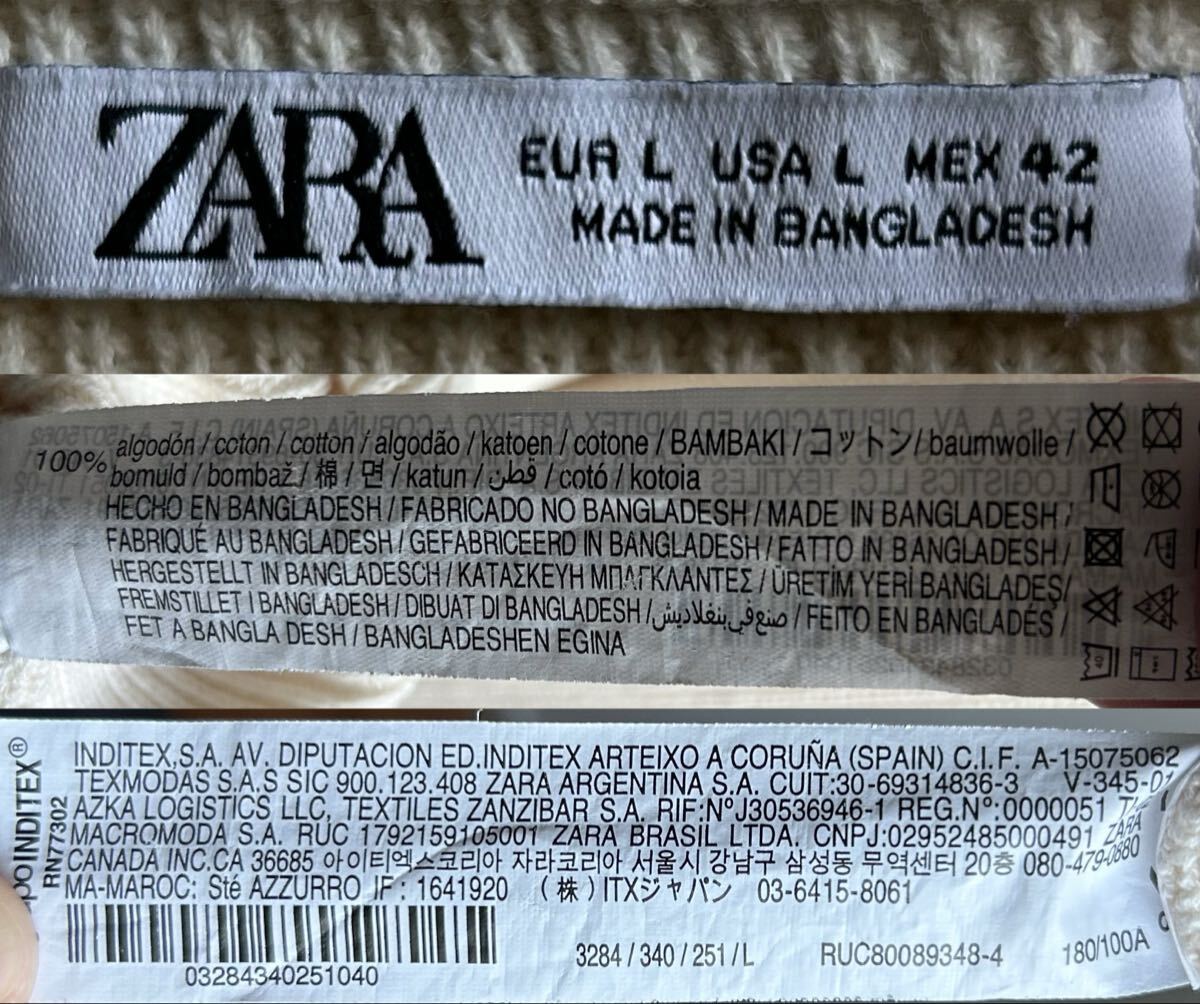 ZARA
EUR L USA L MEX 42
MADE IN BANGLADESH
100% algodón / coton / cotton / algodão / katoen / cotone / BAMBAKI / コットン / baumwolle /
bomuld / bombaž / 棉 / 면 / katun / قطن / cotó / kotoia
HECHO EN BANGLADESH / FABRICADO NO BANGLADESH / MADE IN BANGLADESH /
FABRIQUÉ AU BANGLADESH / GEFABRICEERD IN BANGLADESH / FATTO IN BANGLADESH /
HERGESTELLT IN BANGLADESCH / ΚΑΤΑΣΚΕΥΗ ΜΠΑΓΚΛΑΝΤΕΣ / ÜRETİM YERİ BANGLADEŞ/
FREMSTILLET I BANGLADESH / DIBUAT DI BANGLADESH / صنع في بنغلاديش / FEITO EN BANGLADÉS /
FET A BANGLA DESH / BANGLADESHEN EGINA
INDITEX,S.A. AV. DIPUTACION ED.INDITEX ARTEIXO A CORUÑA (SPAIN) C.I.F. A-15075062
TEXMODAS S.A.S SIC 900.123.408 ZARA ARGENTINA S.A. CUIT:30-69314836-3 V-345-01
AZKA LOGISTICS LLC, TEXTILES ZANZIBAR S.A. RIF:NºJ30536946-1 REG.Nº:0000051
MACROMODA S.A. RUC 1792159105001 ZARA BRASIL LTDA. CNPJ:02952485000491 ZARA
CANADA INC.CA 36685 아이티엑스코리아 자라코리아 서울시 강남구 삼성동 무역센터 20층 080-479-0880
MA-MAROC: Sté AZZURRO IF : 1641920 (株) ITXジャパン 03-6415-8061
INDITEX®
RN77302
03284340251040
3284 / 340 / 251 / L
RUC80089348-4
180/100A